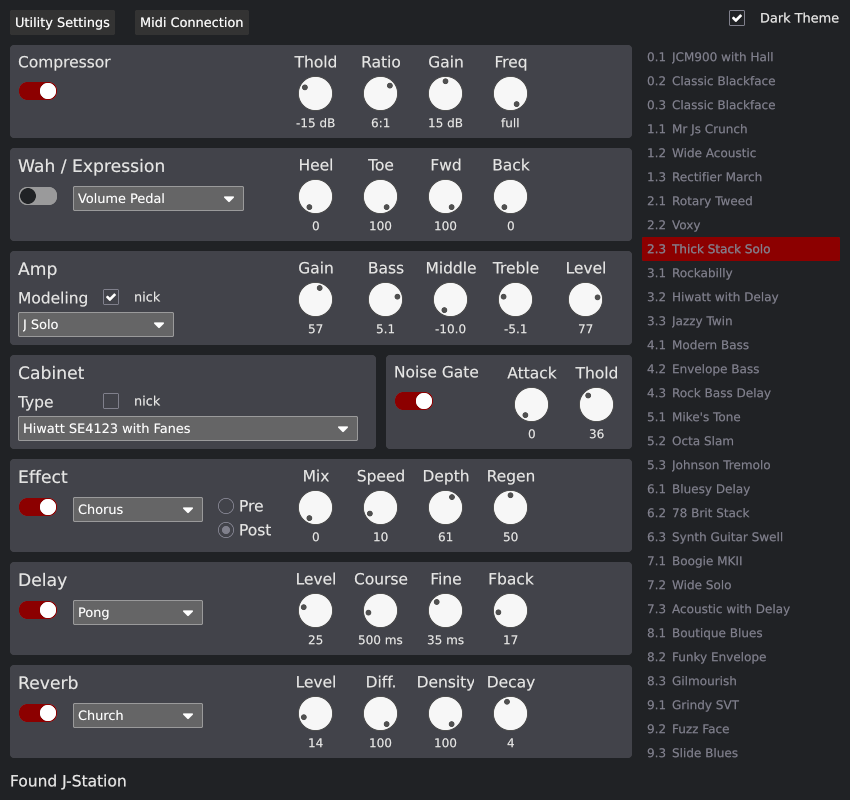 Utility Settings
Midi Connection
Dark Theme
Compressor
Thold Ratio Gain Freq
-15 dB 6:1 15 dB full
Wah / Expression
Volume Pedal
Heel Toe Fwd Back
0 100 100 0
Amp
Modeling nick
J Solo
Gain Bass Middle Treble Level
57 5.1 -10.0 -5.1 77
Cabinet
Type nick
Hiwatt SE4123 with Fanes
Noise Gate
Attack Thold
0 36
Effect
Chorus
Pre
Post
Mix Speed Depth Regen
0 10 61 50
Delay
Pong
Level Course Fine Fback
25 500 ms 35 ms 17
Reverb
Church
Level Diff. Density Decay
14 100 100 4
Found J-Station
0.1 JCM900 with Hall
0.2 Classic Blackface
0.3 Classic Blackface
1.1 Mr Js Crunch
1.2 Wide Acoustic
1.3 Rectifier March
2.1 Rotary Tweed
2.2 Voxy
2.3 Thick Stack Solo
3.1 Rockabilly
3.2 Hiwatt with Delay
3.3 Jazzy Twin
4.1 Modern Bass
4.2 Envelope Bass
4.3 Rock Bass Delay
5.1 Mike's Tone
5.2 Octa Slam
5.3 Johnson Tremolo
6.1 Bluesy Delay
6.2 78 Brit Stack
6.3 Synth Guitar Swell
7.1 Boogie MKII
7.2 Wide Solo
7.3 Acoustic with Delay
8.1 Boutique Blues
8.2 Funky Envelope
8.3 Gilmourish
9.1 Grindy SVT
9.2 Fuzz Face
9.3 Slide Blues